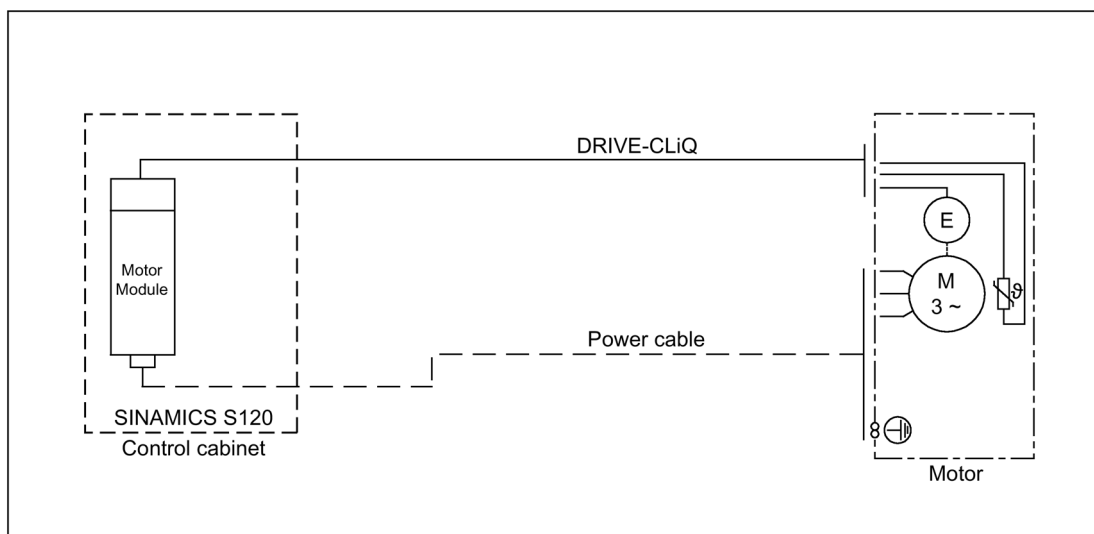 DRIVE-CLiQ
Motor
Module
E
M
3 ~
ϑ
Power cable
SINAMICS S120
Control cabinet
Motor